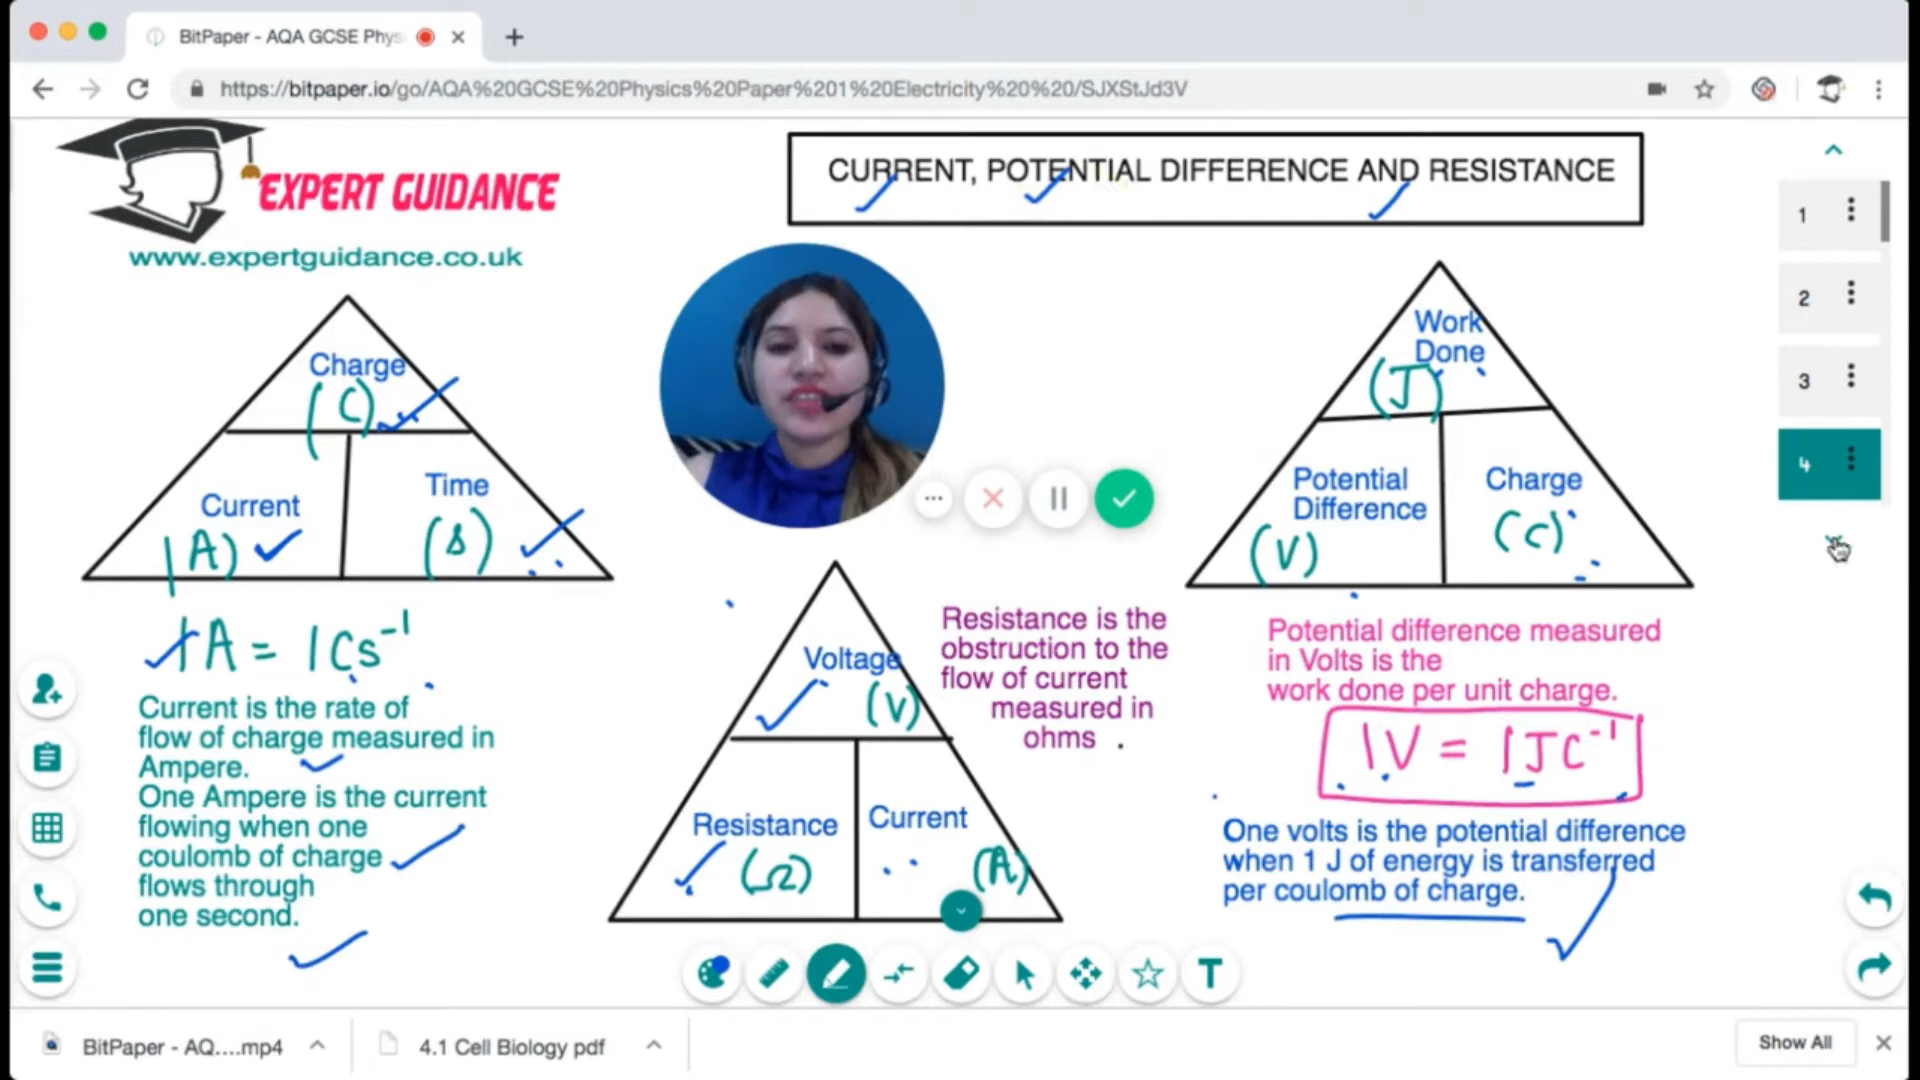 BitPaper - AQA GCSE Phys
https://bitpaper.io/go/AQA%20GCSE%20Physics%20Paper%201%20Electricity%20%20/SJXStJd3V
EXPERT GUIDANCE
www.expertguidance.co.uk
CURRENT, POTENTIAL DIFFERENCE AND RESISTANCE
1
2
3
4
Charge
(C)
Current
(A)
Time
(s)
1A = 1Cs⁻¹
Current is the rate of
flow of charge measured in
Ampere.
One Ampere is the current
flowing when one
coulomb of charge
flows through
one second.
Voltage
(V)
Resistance
(Ω)
Current
(A)
Resistance is the
obstruction to the
flow of current
measured in
ohms .
Work
Done
(J)
Potential
Difference
(V)
Charge
(C)
Potential difference measured
in Volts is the
work done per unit charge.
1V = 1JC⁻¹
One volts is the potential difference
when 1 J of energy is transferred
per coulomb of charge.
T
BitPaper - AQ....mp4
4.1 Cell Biology pdf
Show All